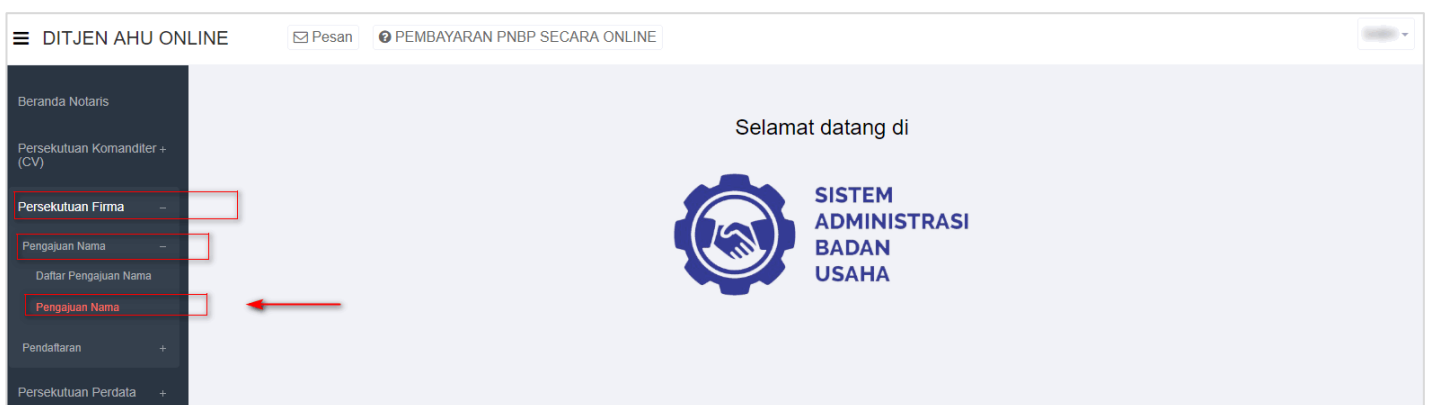 DITJEN AHU ONLINE
Pesan
PEMBAYARAN PNBP SECARA ONLINE
Beranda Notaris
Persekutuan Komanditer +
(CV)
Persekutuan Firma –
Pengajuan Nama –
Daftar Pengajuan Nama
Pengajuan Nama
Pendaftaran +
Persekutuan Perdata +
Selamat datang di
SISTEM
ADMINISTRASI
BADAN
USAHA